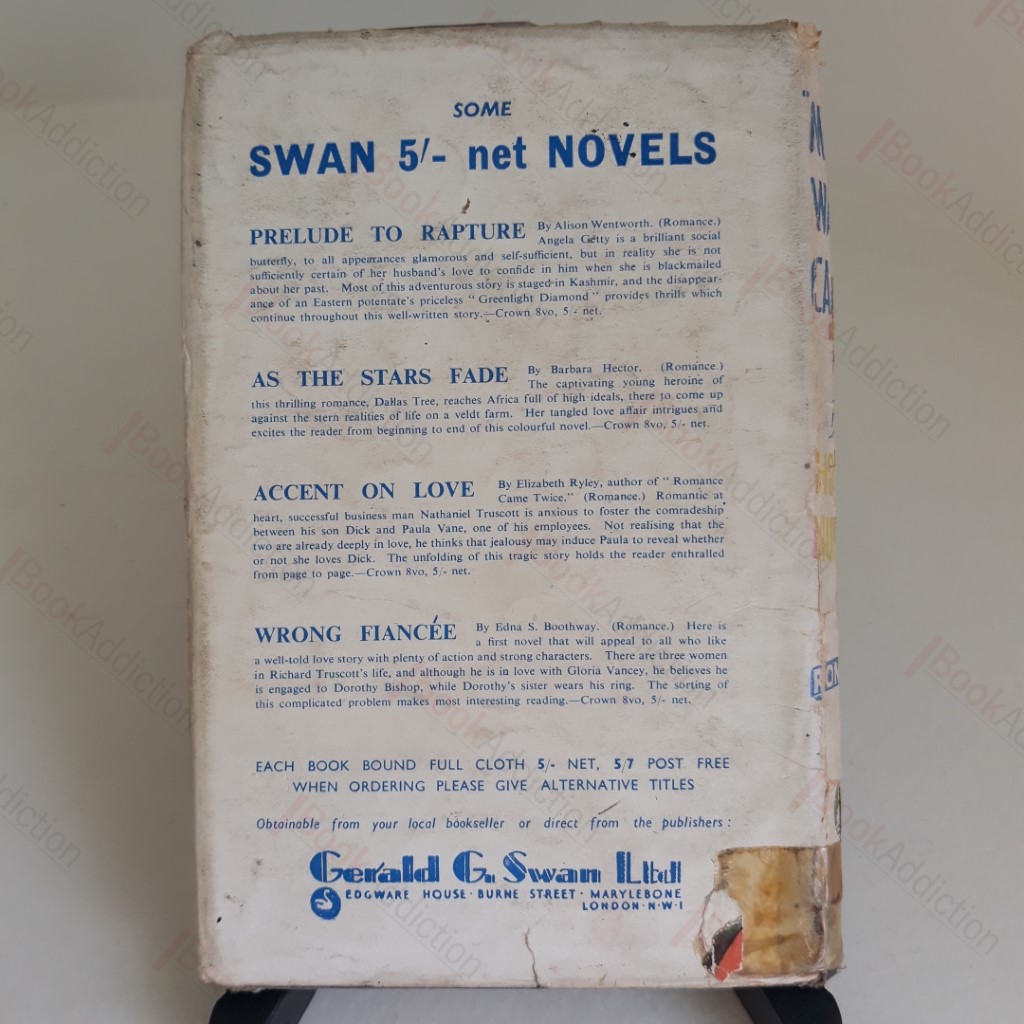 SOME
SWAN 5/- net NOVELS
PRELUDE TO RAPTURE By Alison Wentworth. (Romance.)
Angela Getty is a brilliant social
butterfly, to all appearances glamorous and self-sufficient, but in reality she is not
sufficiently certain of her husband's love to confide in him when she is blackmailed
about her past. Most of this adventurous story is staged in Kashmir, and the disappear-
ance of an Eastern potentate's priceless "Greenlight Diamond" provides thrills which
continue throughout this well-written story.—Crown 8vo, 5/- net.
AS THE STARS FADE By Barbara Hector. (Romance.)
The captivating young heroine of
this thrilling romance, Dallas Tree, reaches Africa full of high ideals, there to come up
against the stern realities of life on a veldt farm. Her tangled love affair intrigues and
excites the reader from beginning to end of this colourful novel.—Crown 8vo, 5/- net.
ACCENT ON LOVE By Elizabeth Ryley, author of "Romance
Came Twice." (Romance.) Romantic at
heart, successful business man Nathaniel Truscott is anxious to foster the comradeship
between his son Dick and Paula Vane, one of his employees. Not realising that the
two are already deeply in love, he thinks that jealousy may induce Paula to reveal whether
or not she loves Dick. The unfolding of this tragic story holds the reader enthralled
from page to page.—Crown 8vo, 5/- net.
WRONG FIANCÉE By Edna S. Boothway. (Romance.) Here is
a first novel that will appeal to all who like
a well-told love story with plenty of action and strong characters. There are three women
in Richard Truscott's life, and although he is in love with Gloria Vancey, he believes he
is engaged to Dorothy Bishop, while Dorothy's sister wears his ring. The sorting of
this complicated problem makes most interesting reading.—Crown 8vo, 5/- net.
EACH BOOK BOUND FULL CLOTH 5/- NET, 5/7 POST FREE
WHEN ORDERING PLEASE GIVE ALTERNATIVE TITLES
Obtainable from your local bookseller or direct from the publishers:
Gerald G. Swan Ltd
EDGWARE HOUSE · BURNE STREET · MARYLEBONE
LONDON · N·W·1
BookAddiction